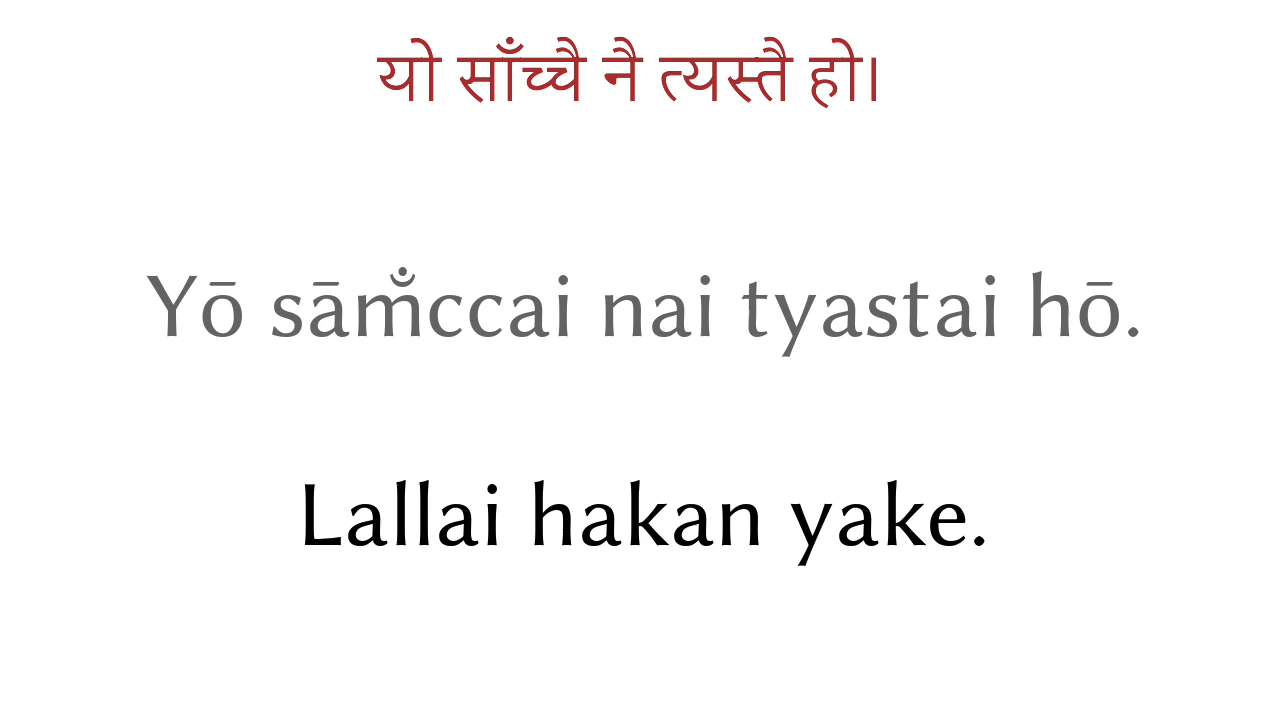 यो साँच्चै नै त्यस्तै हो।
Yō sām̐ccai nai tyastai hō.
Lallai hakan yake.